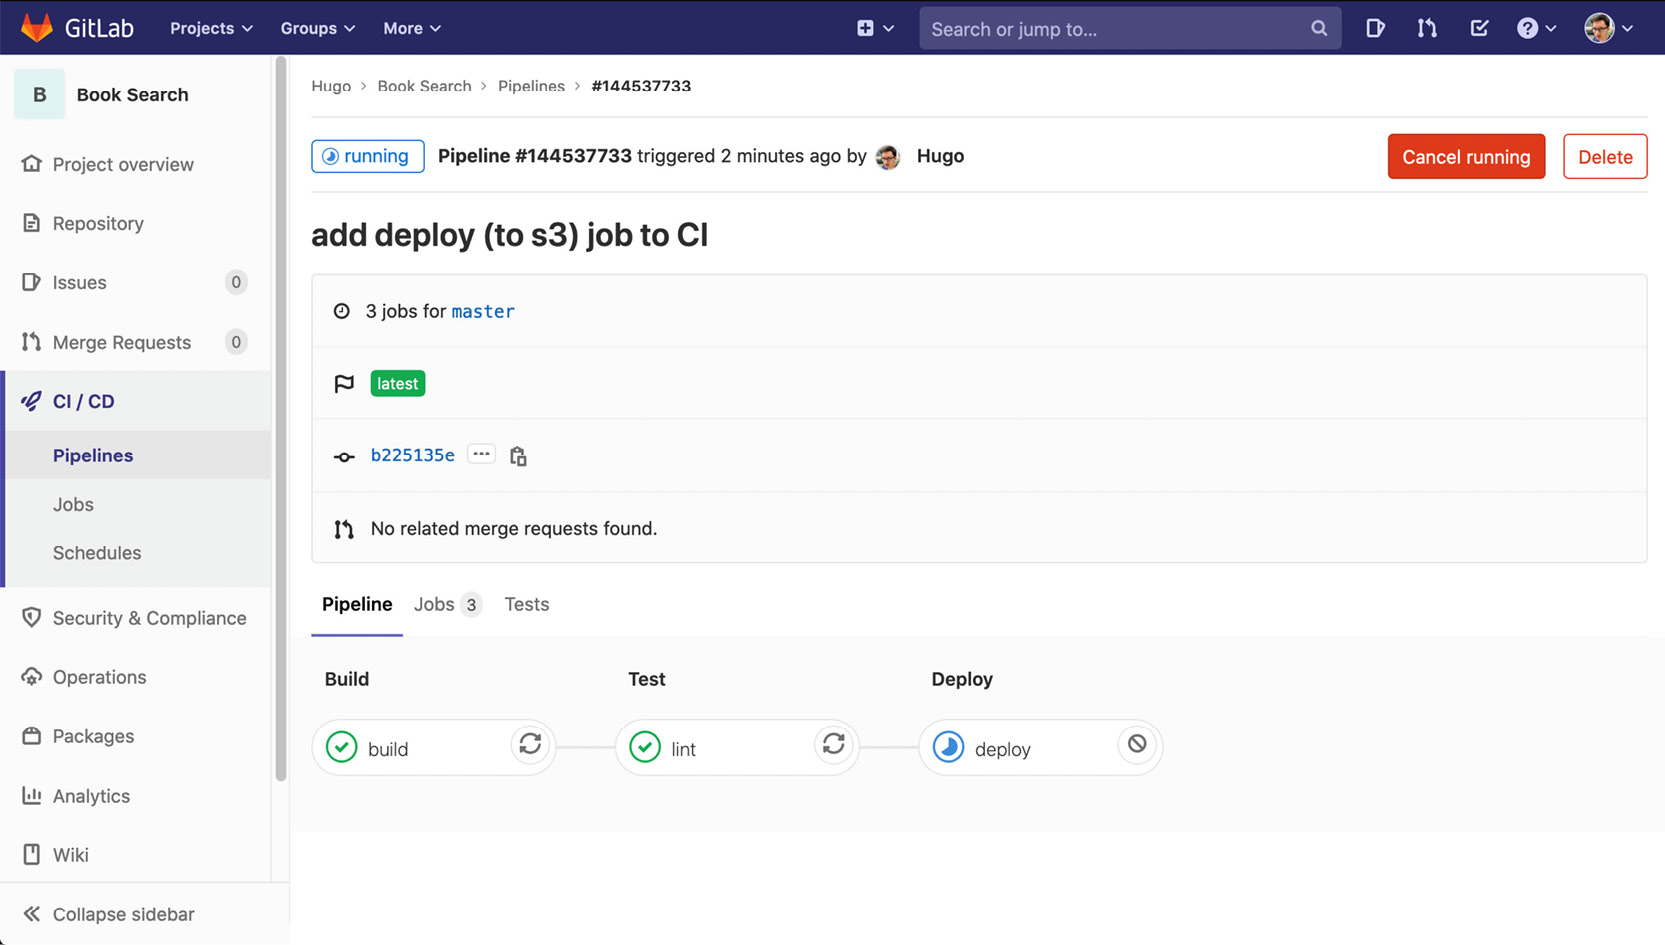 GitLab Projects Groups More Search or jump to...
B Book Search
Project overview
Repository
Issues 0
Merge Requests 0
CI / CD
Pipelines
Jobs
Schedules
Security & Compliance
Operations
Packages
Analytics
Wiki
Collapse sidebar
Hugo > Book Search > Pipelines > #144537733
running Pipeline #144537733 triggered 2 minutes ago by Hugo Cancel running Delete
add deploy (to s3) job to CI
3 jobs for master
latest
b225135e ...
No related merge requests found.
Pipeline Jobs 3 Tests
Build Test Deploy
build lint deploy